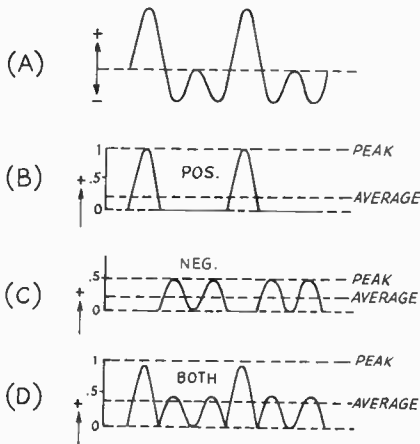 (A)
+
−
(B)
1
+ .5
0
POS.
PEAK
AVERAGE
(C)
.5
+
0
NEG.
PEAK
AVERAGE
(D)
1
.5
+
0
BOTH
PEAK
AVERAGE